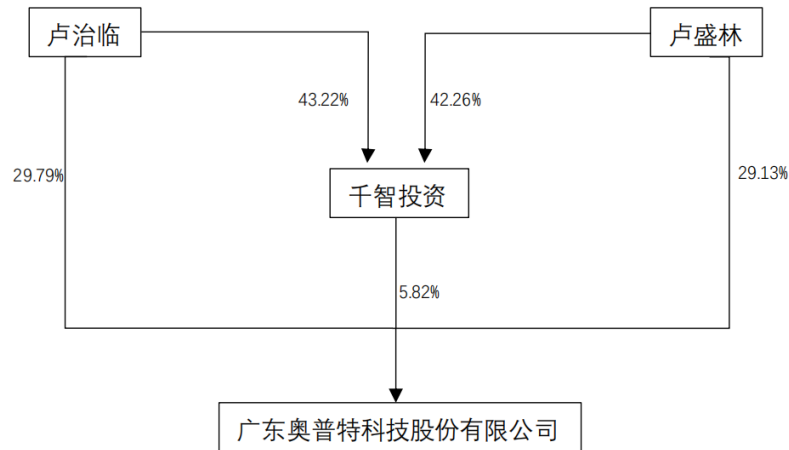 卢治临
卢盛林
43.22%
42.26%
29.79%
29.13%
千智投资
5.82%
广东奥普特科技股份有限公司